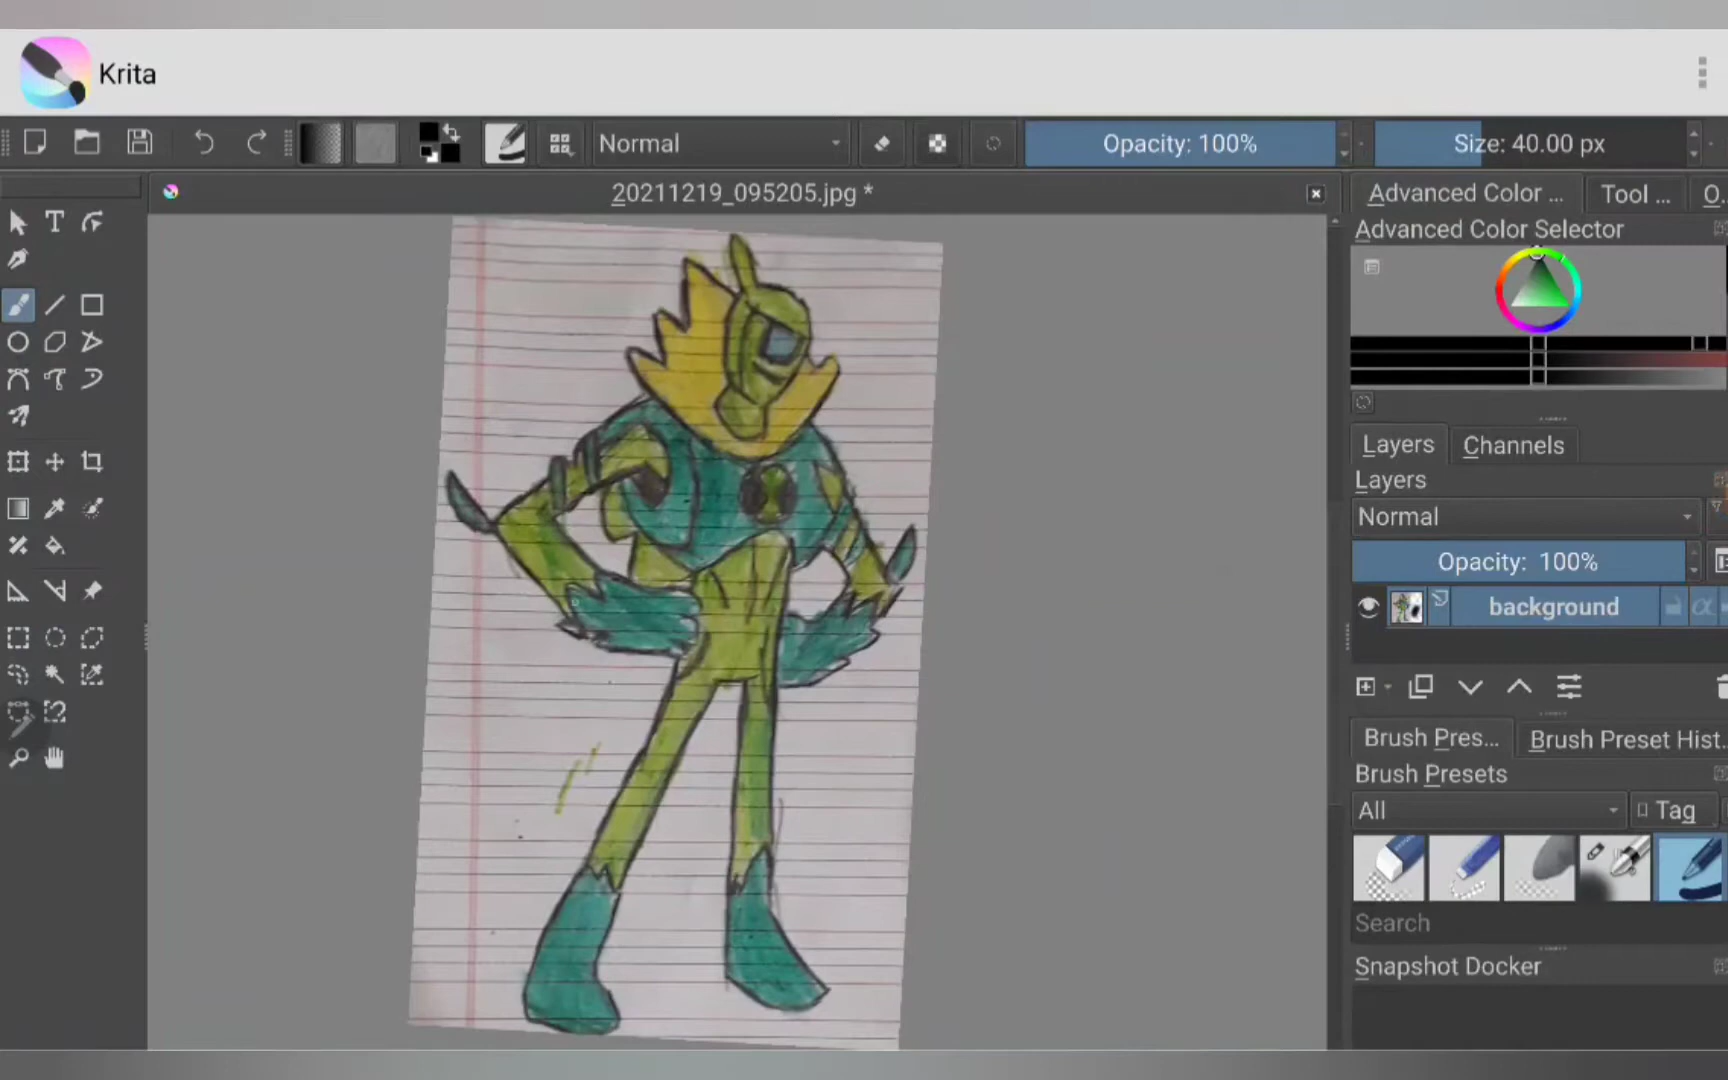 Krita
Normal
Opacity: 100%
Size: 40.00 px
20211219_095205.jpg *
Advanced Color ...
Tool ...
O..
Advanced Color Selector
Layers
Channels
Layers
Normal
Opacity: 100%
background
Brush Pres...
Brush Preset Hist..
Brush Presets
All
Tag
Search
Snapshot Docker